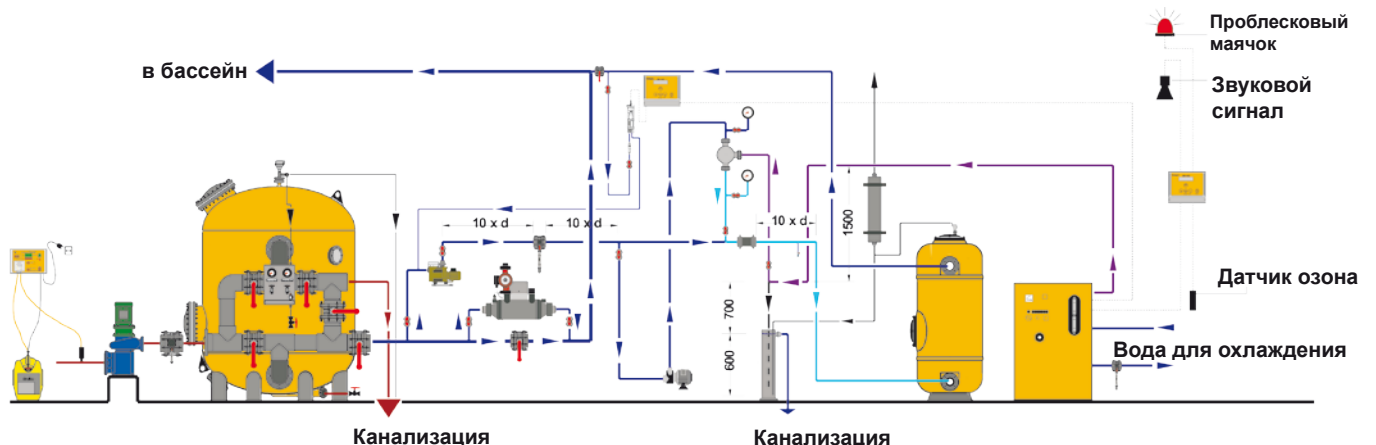 Проблесковый
маячок
в бассейн
Звуковой
сигнал
10 x d
10 x d
10 x d
1500
Датчик озона
700
600
Вода для охлаждения
Канализация
Канализация